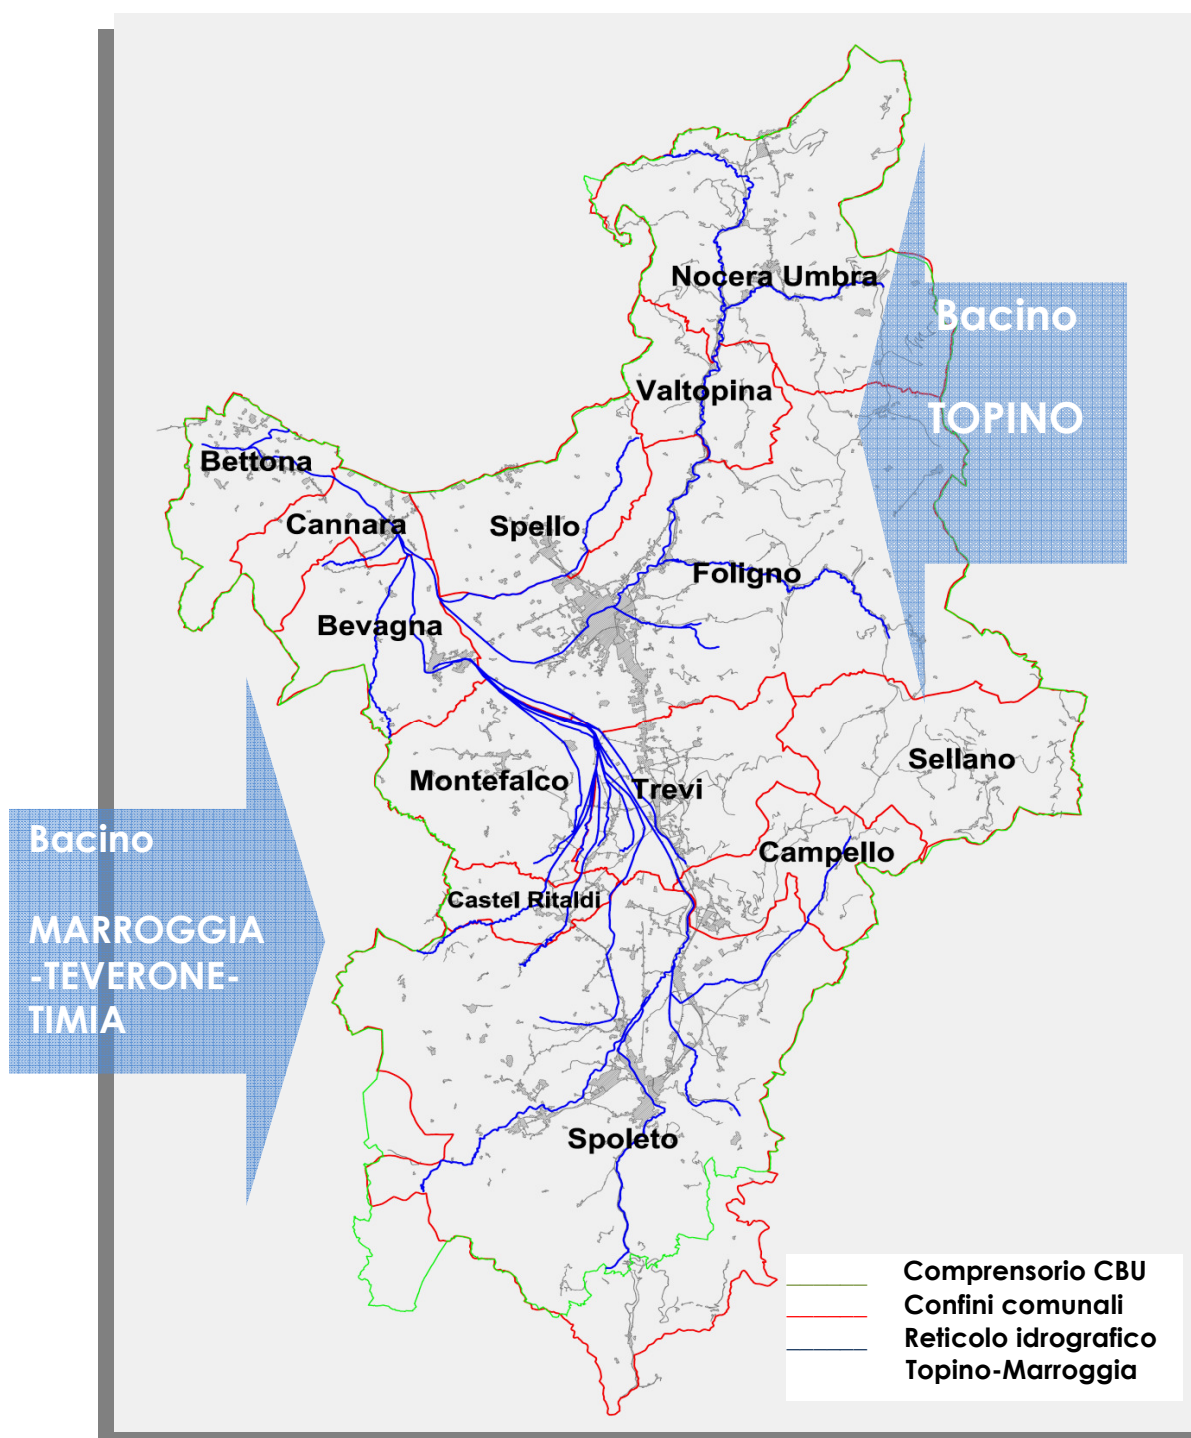 Nocera Umbra
Bacino
TOPINO
Valtopina
Bettona
Cannara
Spello
Foligno
Bevagna
Sellano
Montefalco
Trevi
Bacino
MARROGGIA
-TEVERONE-
TIMIA
Campello
Castel Ritaldi
Spoleto
Comprensorio CBU
Confini comunali
Reticolo idrografico
Topino-Marroggia